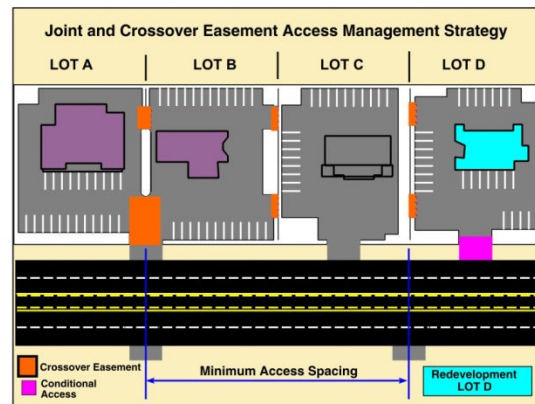 Joint and Crossover Easement Access Management Strategy
LOT A LOT B LOT C LOT D
Minimum Access Spacing
Crossover Easement
Conditional
Access
Redevelopment
LOT D